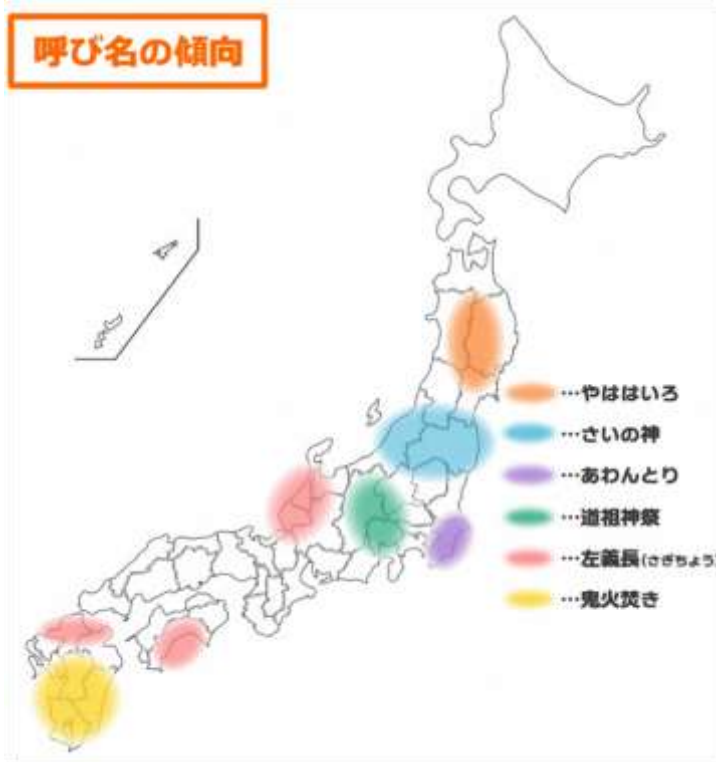 呼び名の傾向
…やははいろ
…さいの神
…あわんとり
…道祖神祭
…左義長(さぎちょう)
…鬼火焚き